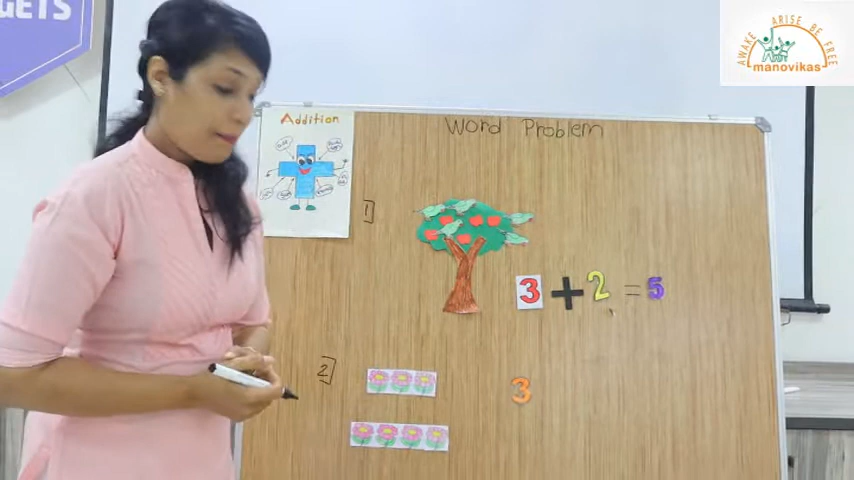 GETS
AWAKE ARISE BE FREE
manovikas
Addition
Word Problem
1
3 + 2 = 5
2
3